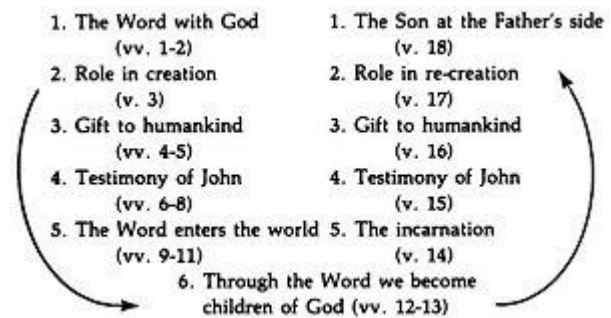 1. The Word with God
(vv. 1-2)
2. Role in creation
(v. 3)
3. Gift to humankind
(vv. 4-5)
4. Testimony of John
(vv. 6-8)
5. The Word enters the world
(vv. 9-11)
1. The Son at the Father's side
(v. 18)
2. Role in re-creation
(v. 17)
3. Gift to humankind
(v. 16)
4. Testimony of John
(v. 15)
5. The incarnation
(v. 14)
6. Through the Word we become
children of God (vv. 12-13)